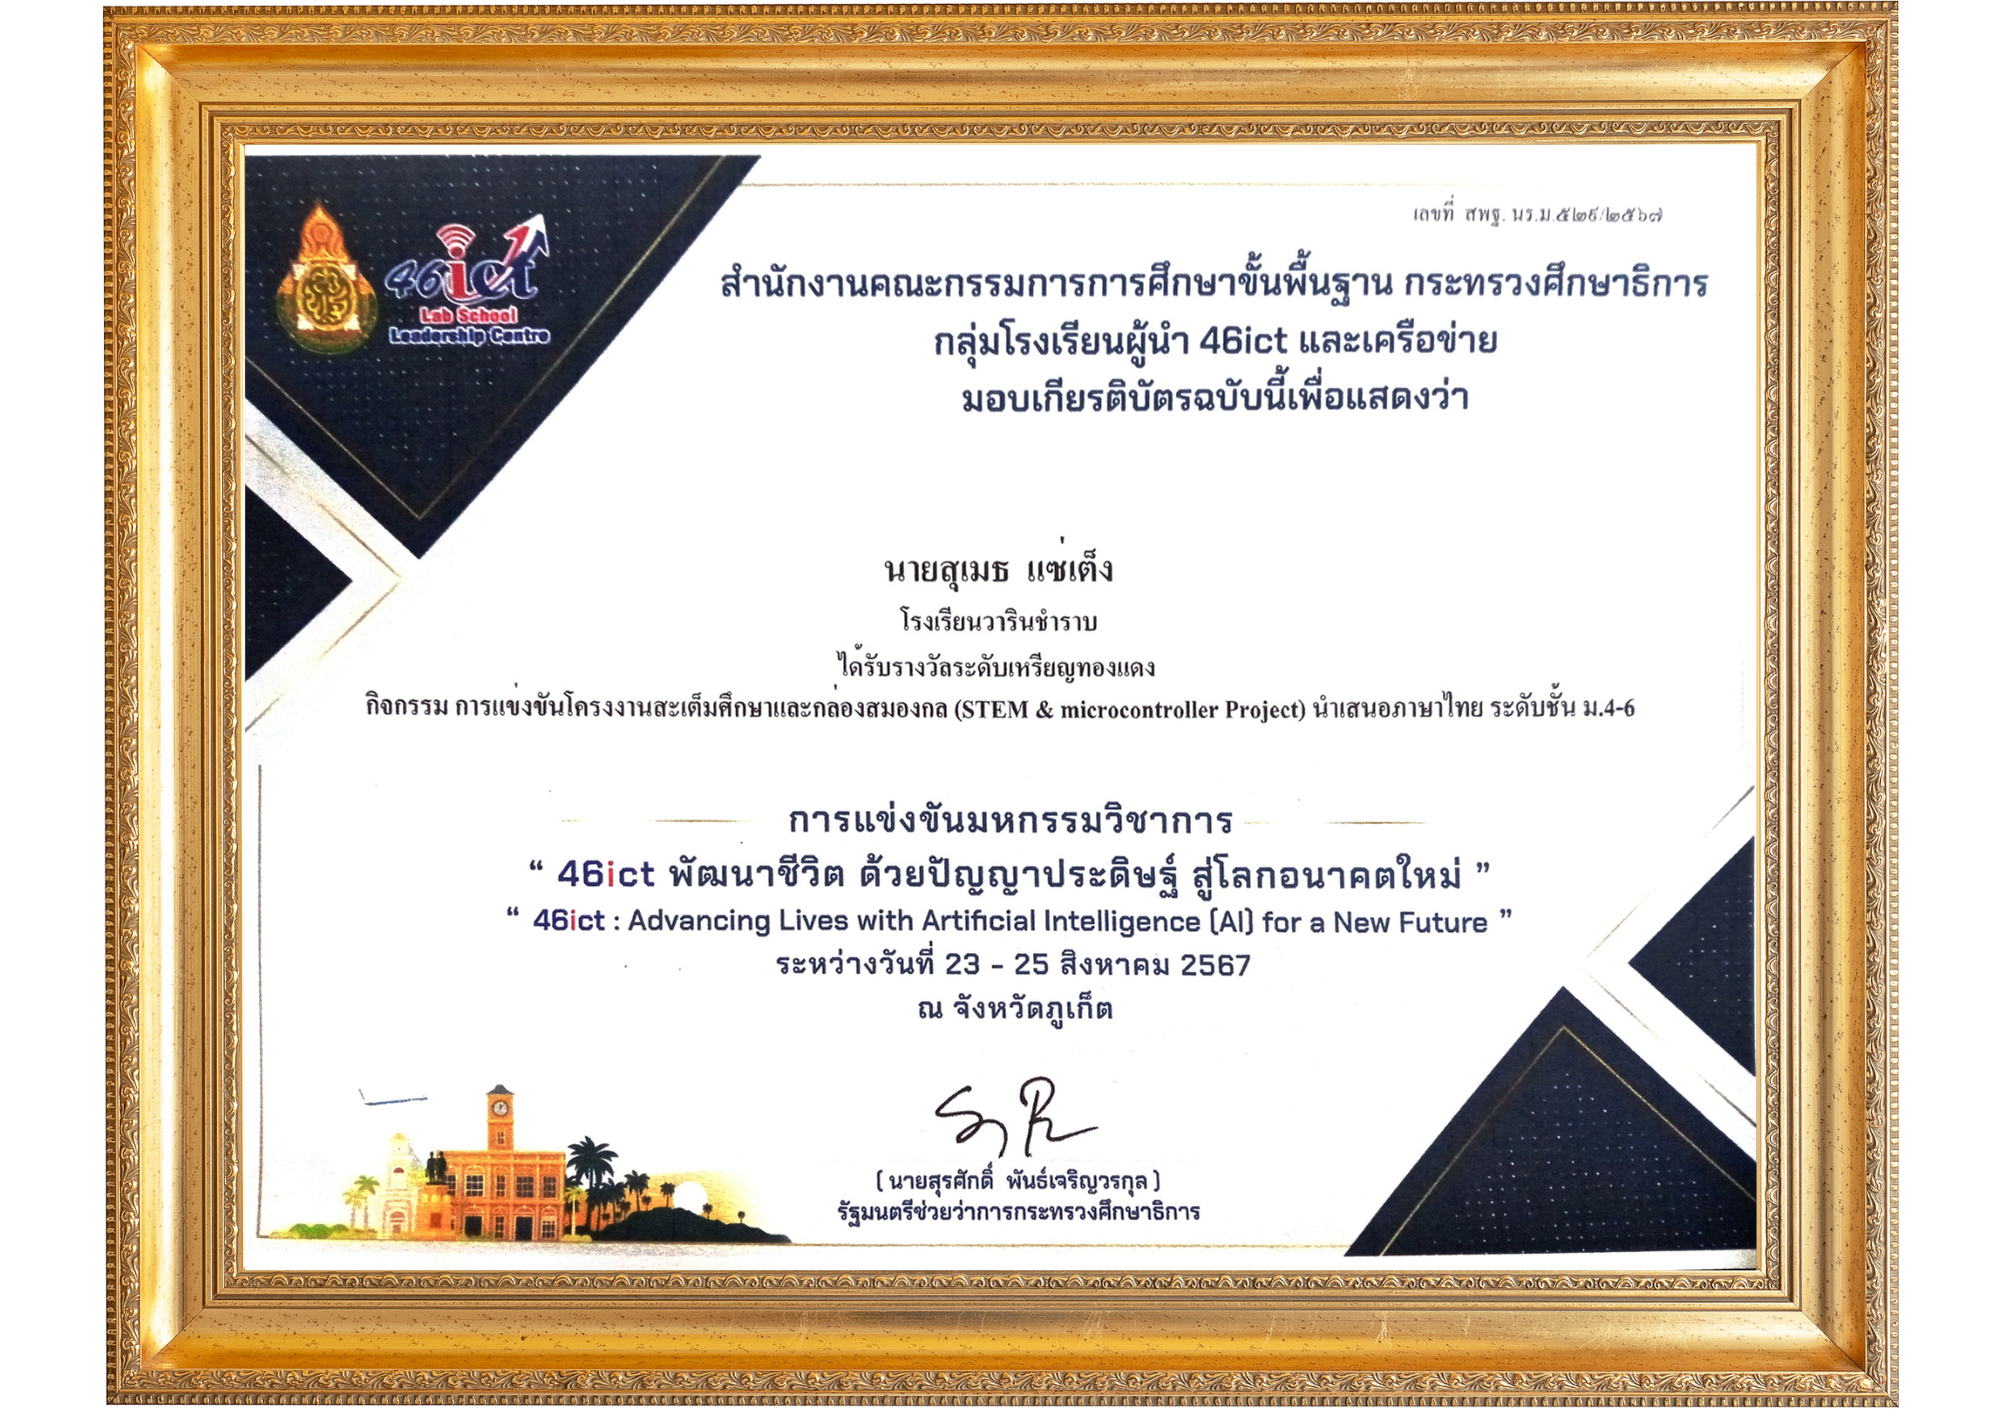 46ict
Lab School
Leadership Centre
เลขที่ สพฐ. นร.ม.๕๒๙/๒๕๖๗
สำนักงานคณะกรรมการการศึกษาขั้นพื้นฐาน กระทรวงศึกษาธิการ
กลุ่มโรงเรียนผู้นำ 46ict และเครือข่าย
มอบเกียรติบัตรฉบับนี้เพื่อแสดงว่า
นายสุเมธ แซ่เต็ง
โรงเรียนวารินชำราบ
ได้รับรางวัลระดับเหรียญทองแดง
กิจกรรม การแข่งขันโครงงานสะเต็มศึกษาและกล่องสมองกล (STEM & microcontroller Project) นำเสนอภาษาไทย ระดับชั้น ม.4-6
การแข่งขันมหกรรมวิชาการ
“ 46ict พัฒนาชีวิต ด้วยปัญญาประดิษฐ์ สู่โลกอนาคตใหม่ ”
“ 46ict : Advancing Lives with Artificial Intelligence (AI) for a New Future ”
ระหว่างวันที่ 23 - 25 สิงหาคม 2567
ณ จังหวัดภูเก็ต
( นายสุรศักดิ์ พันธ์เจริญวรกุล )
รัฐมนตรีช่วยว่าการกระทรวงศึกษาธิการ